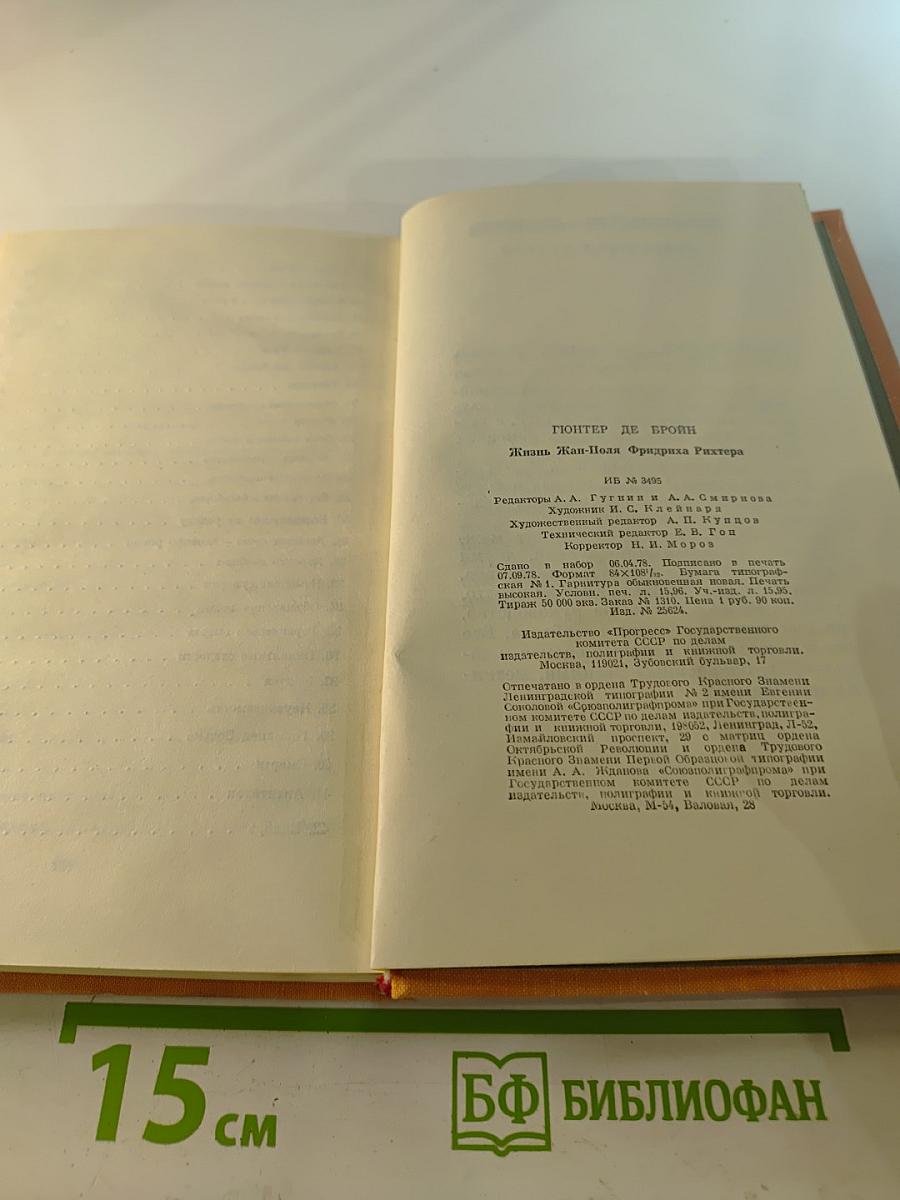 ГЮНТЕР ДЕ БРОЙН
Жизнь Жан-Поля Фридриха Рихтера
ИБ № 3495
Редакторы А. А. Гугнин и А. А. Смирнова
Художник И. С. Клейнард
Художественный редактор А. П. Купцов
Технический редактор Е. В. Гоц
Корректор Н. И. Мороз
Сдано в набор 06.04.78. Подписано в печать
07.09.78. Формат 84×108¹/₃₂. Бумага типограф-
ская № 1. Гарнитура обыкновенная новая. Печать
высокая. Условн. печ. л. 15,96. Уч.-изд. л. 15,95.
Тираж 50 000 экз. Заказ № 1310. Цена 1 руб. 90 коп.
Изд. № 25624.
Издательство «Прогресс» Государственного
комитета СССР по делам
издательств, полиграфии и книжной торговли.
Москва, 119021, Зубовский бульвар, 17
Отпечатано в ордена Трудового Красного Знамени
Ленинградской типографии № 2 имени Евгении
Соколовой «Союзполиграфпрома» при Государствен-
ном комитете СССР по делам издательств, полигра-
фии и книжной торговли, 198052, Ленинград, Л-52,
Измайловский проспект, 29 с матриц ордена
Октябрьской Революции и ордена Трудового
Красного Знамени Первой Образцовой типографии
имени А. А. Жданова «Союзполиграфпрома» при
Государственном комитете СССР по делам
издательств, полиграфии и книжной торговли.
Москва, М-54, Валовая, 28
15 см
БФ БИБЛИОФАН